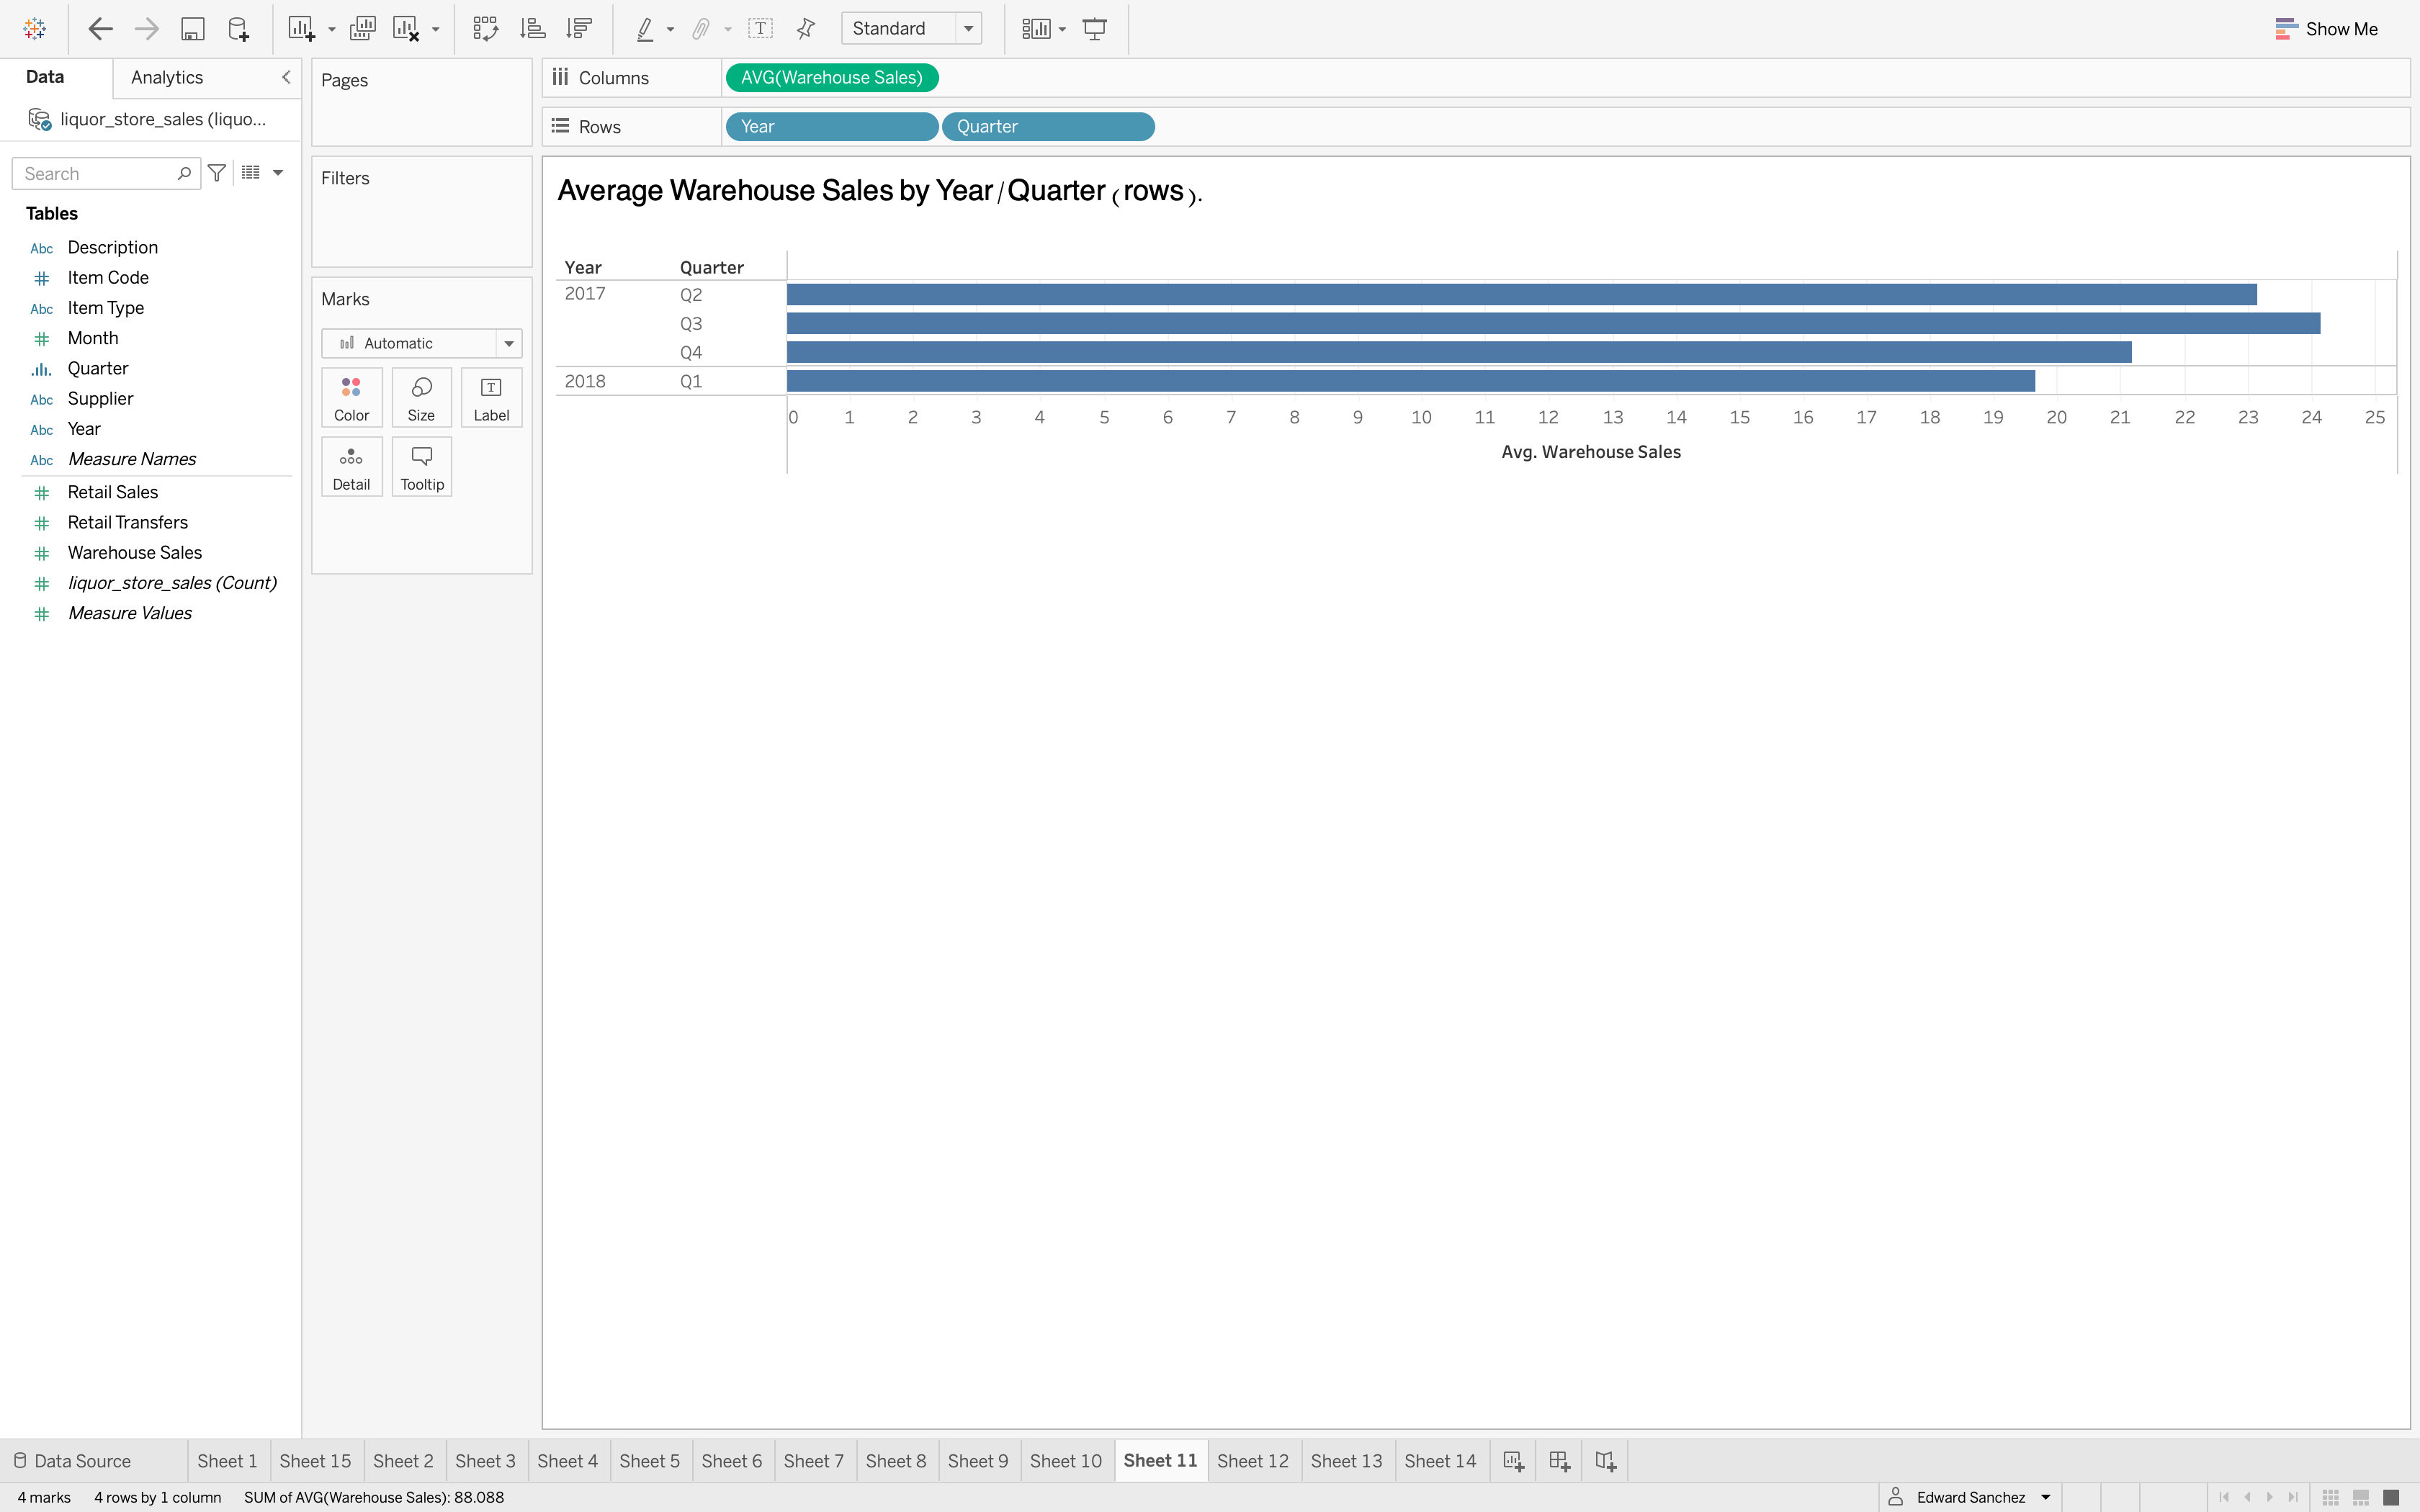 Standard
Show Me
Data
Analytics
liquor_store_sales (liquo...
Search
Tables
Abc Description
Item Code
Abc Item Type
Month
Quarter
Abc Supplier
Abc Year
Abc Measure Names
Retail Sales
Retail Transfers
Warehouse Sales
liquor_store_sales (Count)
Measure Values
Pages
Filters
Marks
Automatic
Color
Size
T
Label
Detail
Tooltip
Columns
AVG(Warehouse Sales)
Rows
Year
Quarter
Average Warehouse Sales by Year/Quarter (rows).
Year Quarter
2017 Q2
Q3
Q4
2018 Q1
0 1 2 3 4 5 6 7 8 9 10 11 12 13 14 15 16 17 18 19 20 21 22 23 24 25
Avg. Warehouse Sales
Data Source
Sheet 1
Sheet 15
Sheet 2
Sheet 3
Sheet 4
Sheet 5
Sheet 6
Sheet 7
Sheet 8
Sheet 9
Sheet 10
Sheet 11
Sheet 12
Sheet 13
Sheet 14
4 marks
4 rows by 1 column
SUM of AVG(Warehouse Sales): 88.088
Edward Sanchez